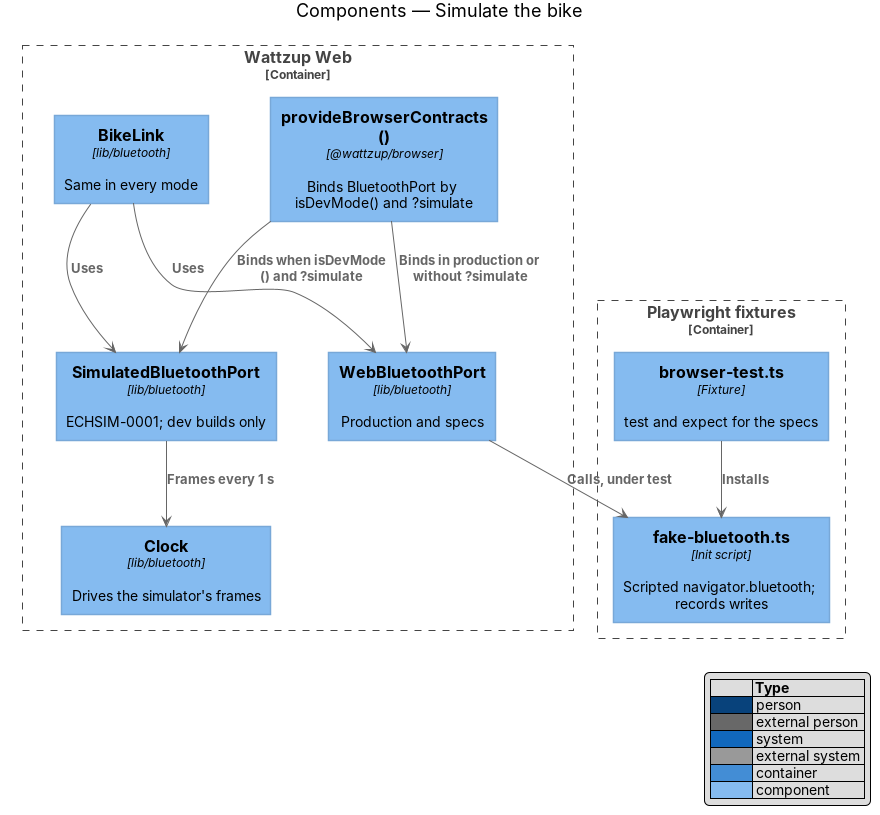 Components — Simulate the bike
Wattzup Web
[Container]
BikeLink
[lib/bluetooth]
Same in every mode
provideBrowserContracts
()
[@wattzup/browser]
Binds BluetoothPort by
isDevMode() and ?simulate
Uses
Uses
Binds when isDevMode
() and ?simulate
Binds in production or
without ?simulate
SimulatedBluetoothPort
[lib/bluetooth]
ECHSIM-0001; dev builds only
WebBluetoothPort
[lib/bluetooth]
Production and specs
Frames every 1 s
Calls, under test
Clock
[lib/bluetooth]
Drives the simulator's frames
Playwright fixtures
[Container]
browser-test.ts
[Fixture]
test and expect for the specs
Installs
fake-bluetooth.ts
[Init script]
Scripted navigator.bluetooth;
records writes
Type
person
external person
system
external system
container
component